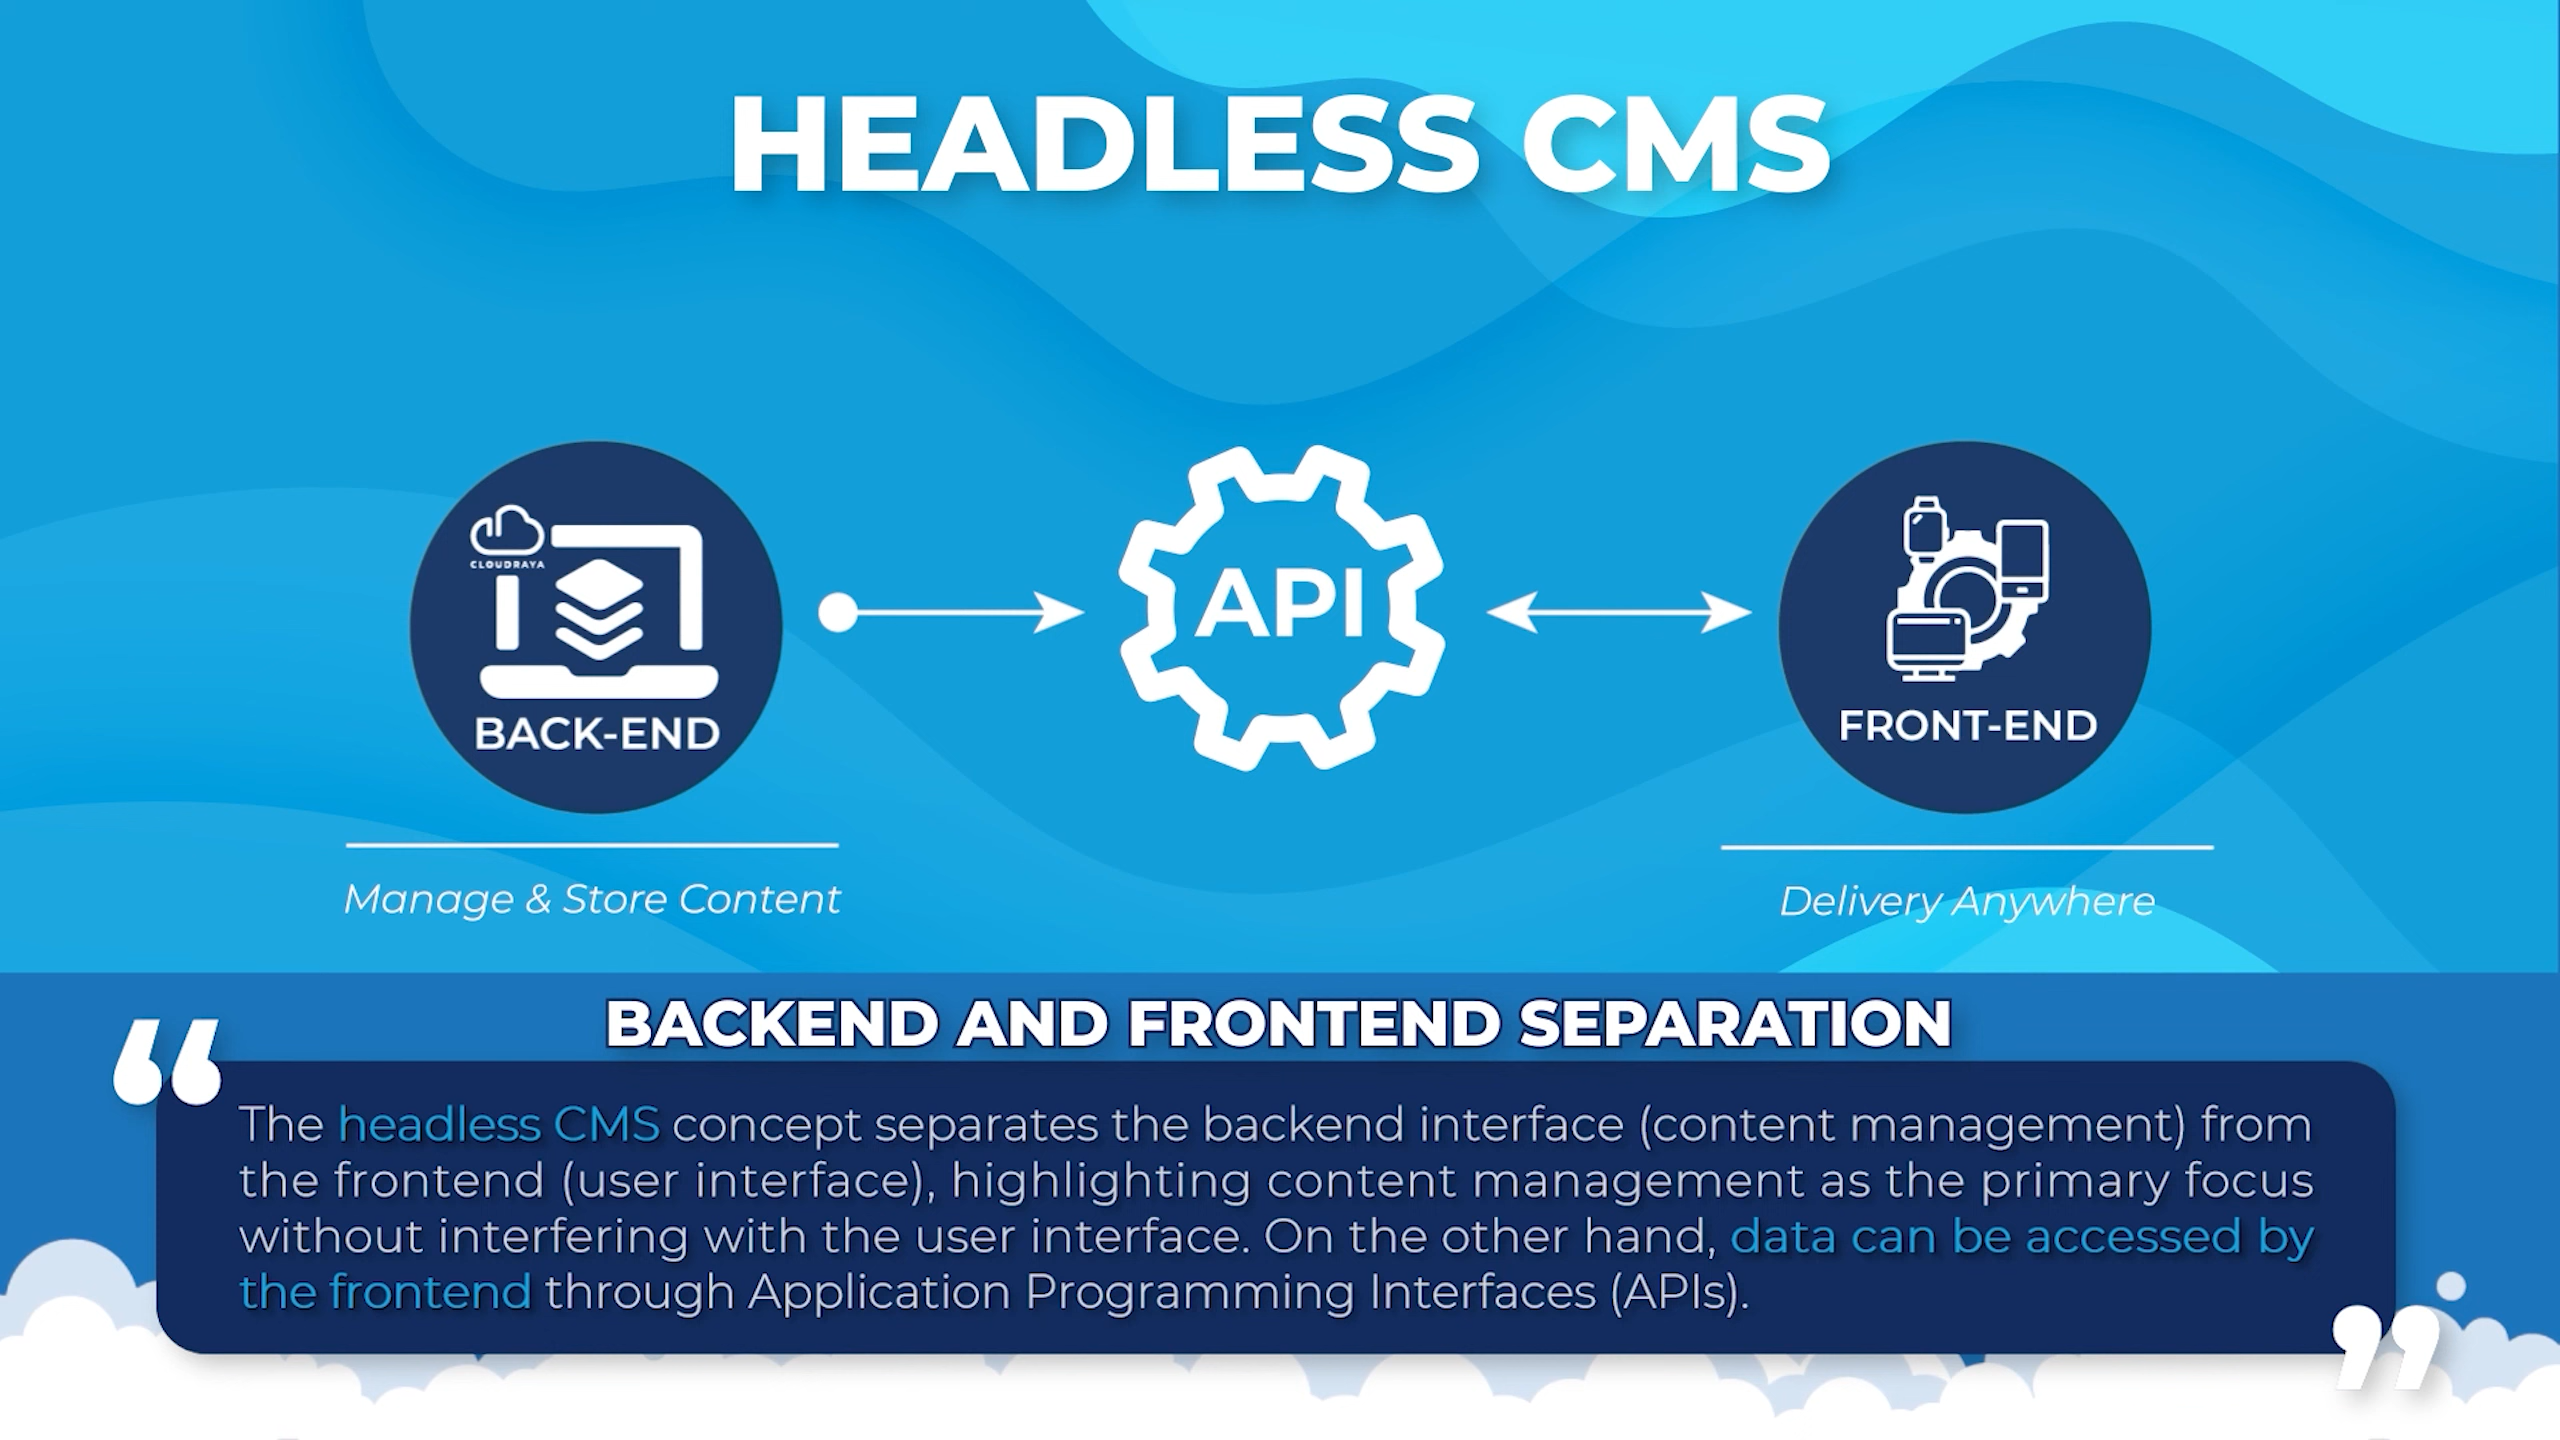 HEADLESS CMS
CLOUDRAYA
BACK-END
API
FRONT-END
Manage & Store Content
Delivery Anywhere
BACKEND AND FRONTEND SEPARATION
“
The headless CMS concept separates the backend interface (content management) from
the frontend (user interface), highlighting content management as the primary focus
without interfering with the user interface. On the other hand, data can be accessed by
the frontend through Application Programming Interfaces (APIs).
”